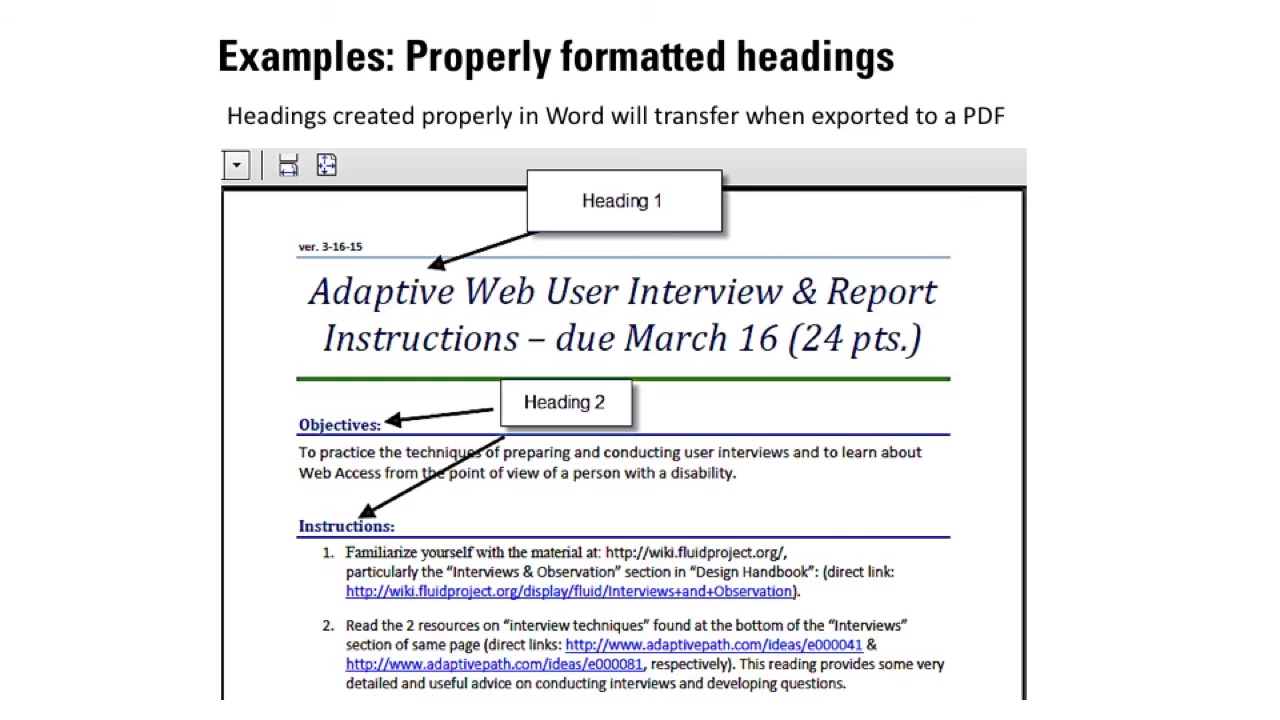 Examples: Properly formatted headings
Headings created properly in Word will transfer when exported to a PDF
Heading 1
ver. 3-16-15
Adaptive Web User Interview & Report
Instructions – due March 16 (24 pts.)
Heading 2
Objectives:
To practice the techniques of preparing and conducting user interviews and to learn about
Web Access from the point of view of a person with a disability.
Instructions:
1. Familiarize yourself with the material at: http://wiki.fluidproject.org/,
particularly the “Interviews & Observation” section in “Design Handbook”: (direct link:
http://wiki.fluidproject.org/display/fluid/Interviews+and+Observation).
2. Read the 2 resources on “interview techniques” found at the bottom of the “Interviews”
section of same page (direct links: http://www.adaptivepath.com/ideas/e000041 &
http://www.adaptivepath.com/ideas/e000081, respectively). This reading provides some very
detailed and useful advice on conducting interviews and developing questions.